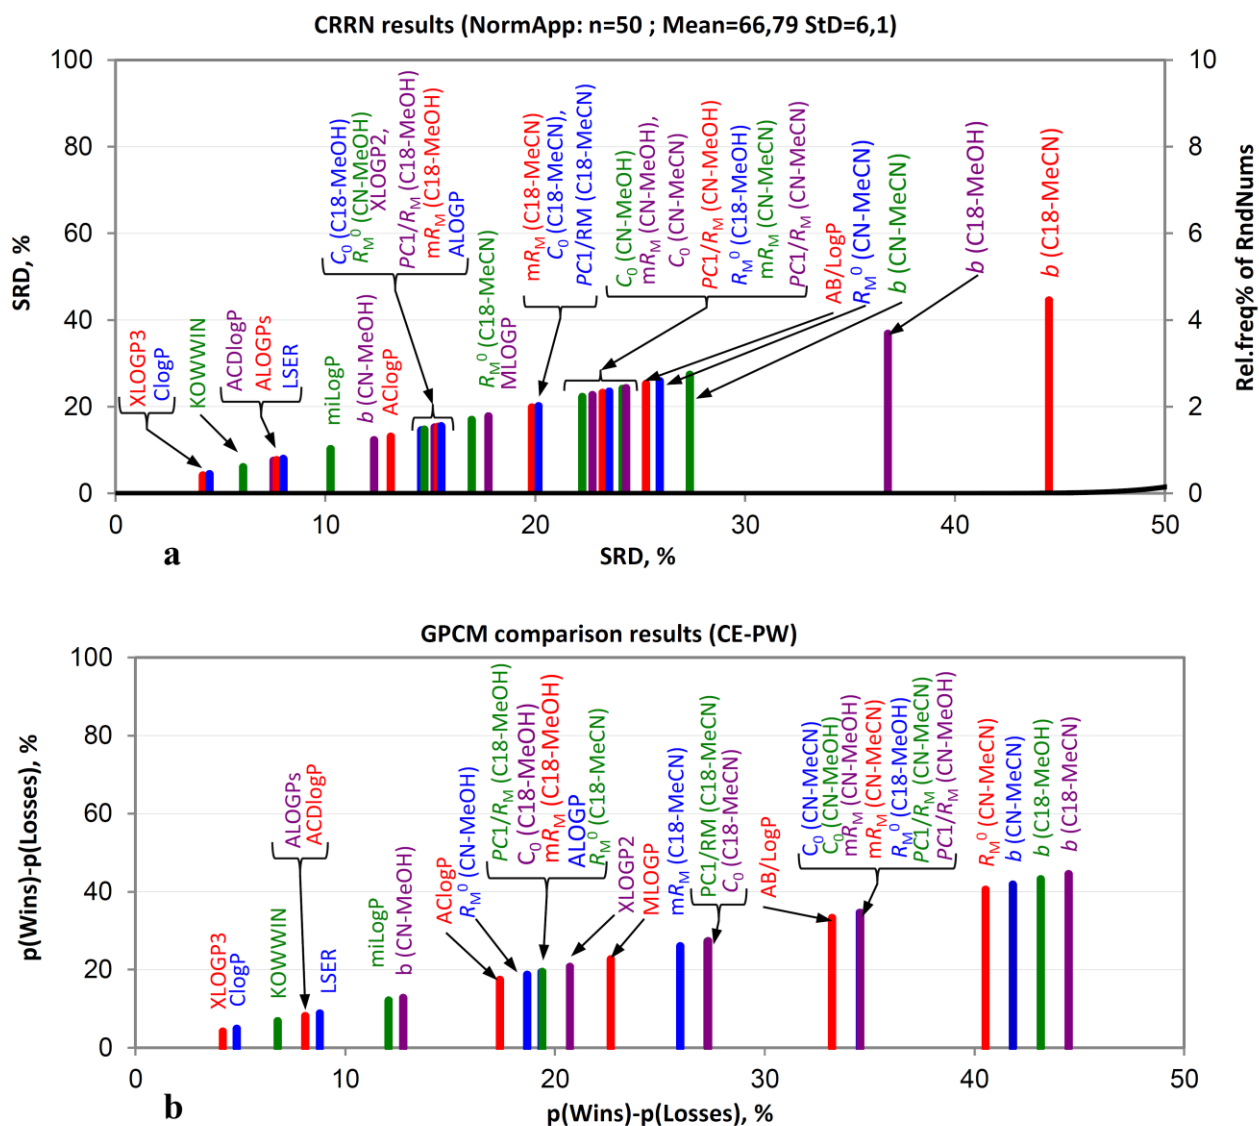 CRRN results (NormApp: n=50 ; Mean=66,79 StD=6,1)
100
80
60
40
20
0
SRD, %
10
8
6
4
2
0
Rel.freq% of RndNums
XLOGP3
ClogP
KOWWIN
ACDlogP
ALOGPs
LSER
miLogP
b (CN-MeOH)
AClogP
C0 (C18-MeOH)
RM0 (CN-MeOH)
XLOGP2,
PC1/RM (C18-MeOH)
mRM (C18-MeOH)
ALOGP
RM0 (C18-MeCN)
MLOGP
mRM (C18-MeCN)
C0 (C18-MeCN),
PC1/RM (C18-MeCN)
C0 (CN-MeOH)
mRM (CN-MeOH),
C0 (CN-MeCN)
PC1/RM (CN-MeOH)
RM0 (C18-MeOH)
mRM (CN-MeCN)
PC1/RM (CN-MeCN)
AB/LogP
RM0 (CN-MeCN)
b (CN-MeCN)
b (C18-MeOH)
b (C18-MeCN)
0 10 20 30 40 50
a
SRD, %
GPCM comparison results (CE-PW)
100
80
60
40
20
0
p(Wins)-p(Losses), %
XLOGP3
ClogP
KOWWIN
ALOGPs
ACDlogP
LSER
miLogP
b (CN-MeOH)
AClogP
RM0 (CN-MeOH)
PC1/RM (C18-MeOH)
C0 (C18-MeOH)
mRM (C18-MeOH)
ALOGP
RM0 (C18-MeCN)
XLOGP2
MLOGP
mRM (C18-MeCN)
PC1/RM (C18-MeCN)
C0 (C18-MeCN)
AB/LogP
C0 (CN-MeCN)
C0 (CN-MeOH)
mRM (CN-MeOH)
mRM (CN-MeCN)
RM0 (C18-MeOH)
PC1/RM (CN-MeCN)
PC1/RM (CN-MeOH)
RM0 (CN-MeCN)
b (CN-MeCN)
b (C18-MeOH)
b (C18-MeCN)
0 10 20 30 40 50
b
p(Wins)-p(Losses), %